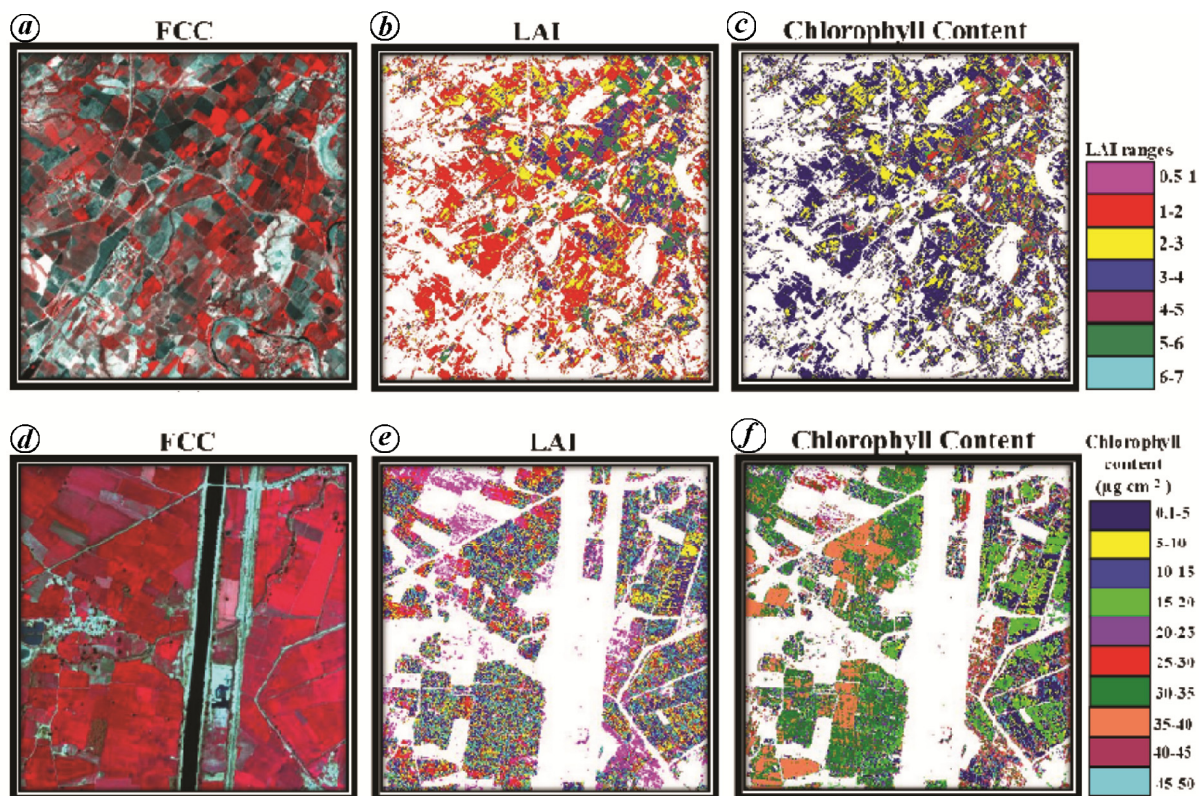 a FCC
b LAI
c Chlorophyll Content
LAI ranges
0.5-1
1-2
2-3
3-4
4-5
5-6
6-7
d FCC
e LAI
f Chlorophyll Content
Chlorophyll
content
(µg cm⁻²)
0.1-5
5-10
10-15
15-20
20-25
25-30
30-35
35-40
40-45
45-50